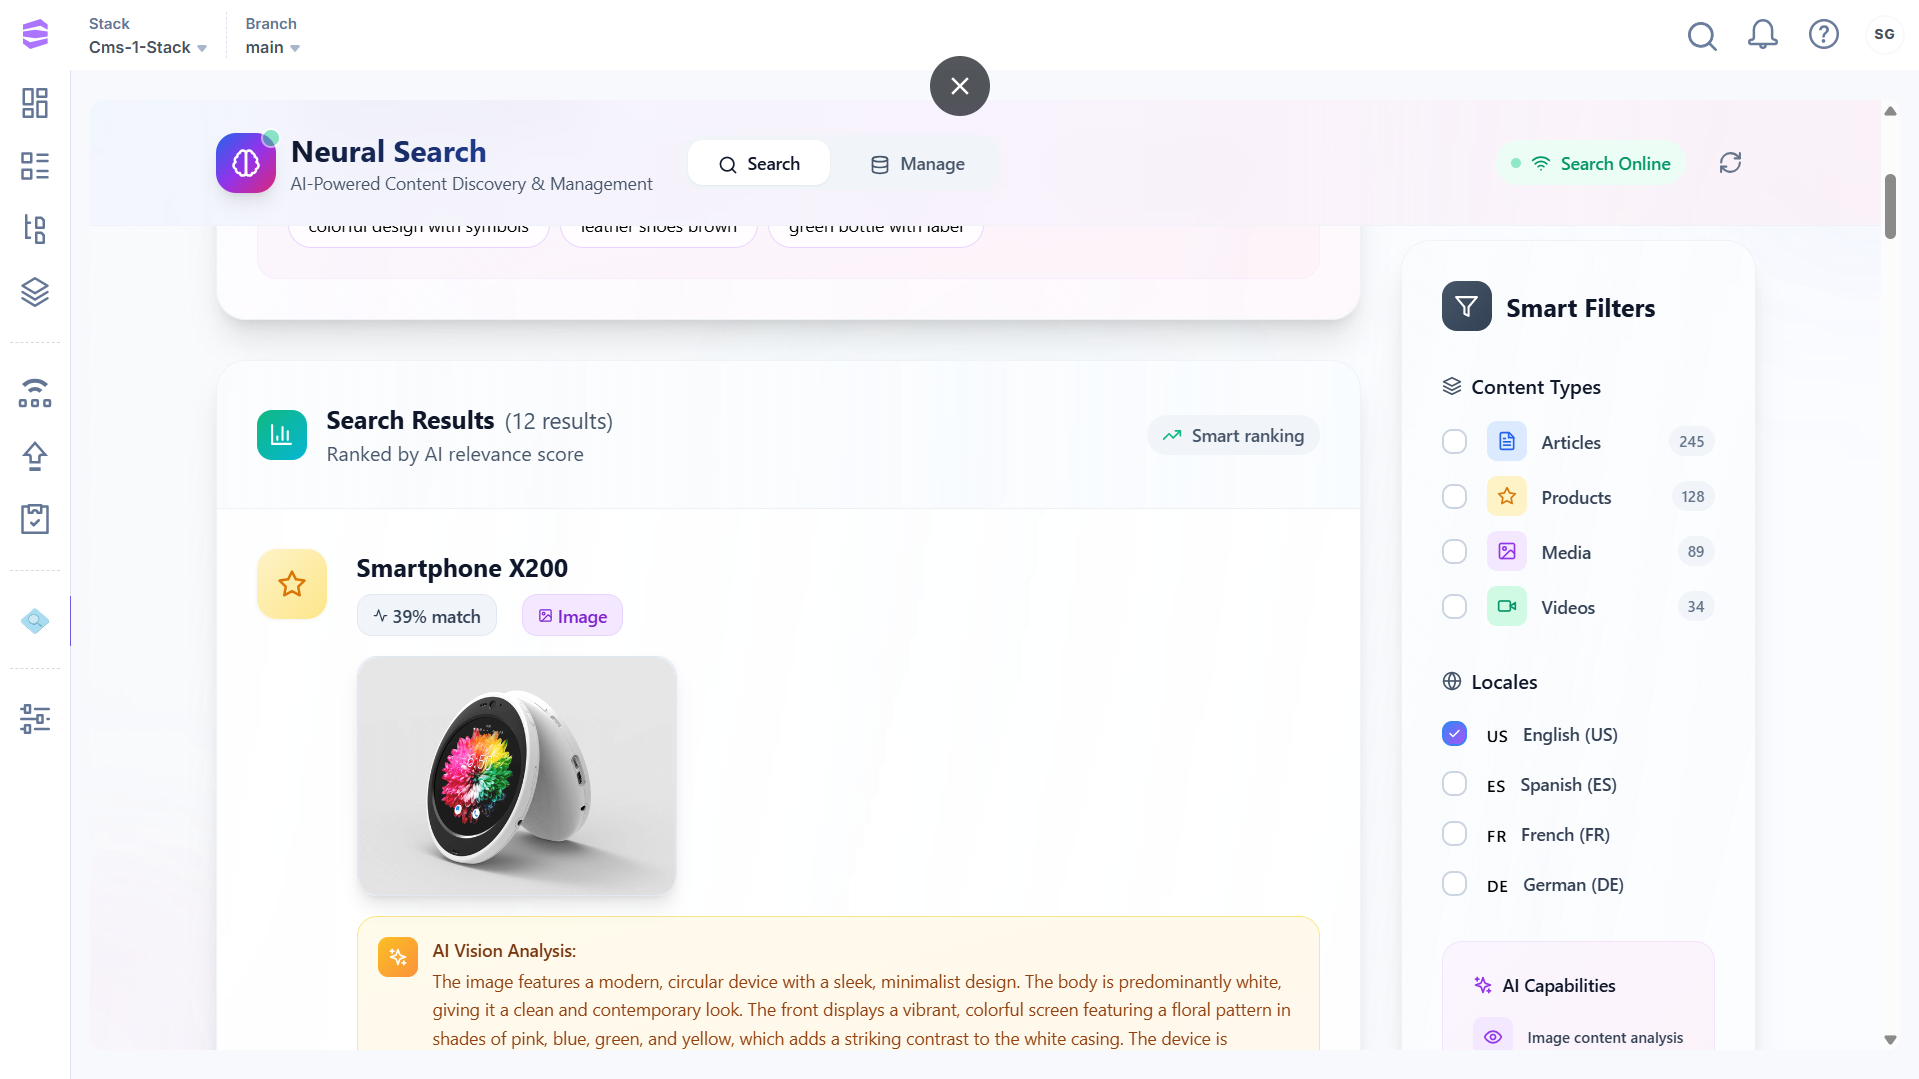 Stack
Cms-1-Stack
Branch
main
SG
Neural Search
AI-Powered Content Discovery & Management
Search
Manage
Search Online
colorful design with symbols
leather shoes brown
green bottle with label
Search Results (12 results)
Ranked by AI relevance score
Smart ranking
Smartphone X200
39% match
Image
6:50
AI Vision Analysis:
The image features a modern, circular device with a sleek, minimalist design. The body is predominantly white,
giving it a clean and contemporary look. The front displays a vibrant, colorful screen featuring a floral pattern in
shades of pink, blue, green, and yellow, which adds a striking contrast to the white casing. The device is
Smart Filters
Content Types
Articles 245
Products 128
Media 89
Videos 34
Locales
US English (US)
ES Spanish (ES)
FR French (FR)
DE German (DE)
AI Capabilities
Image content analysis